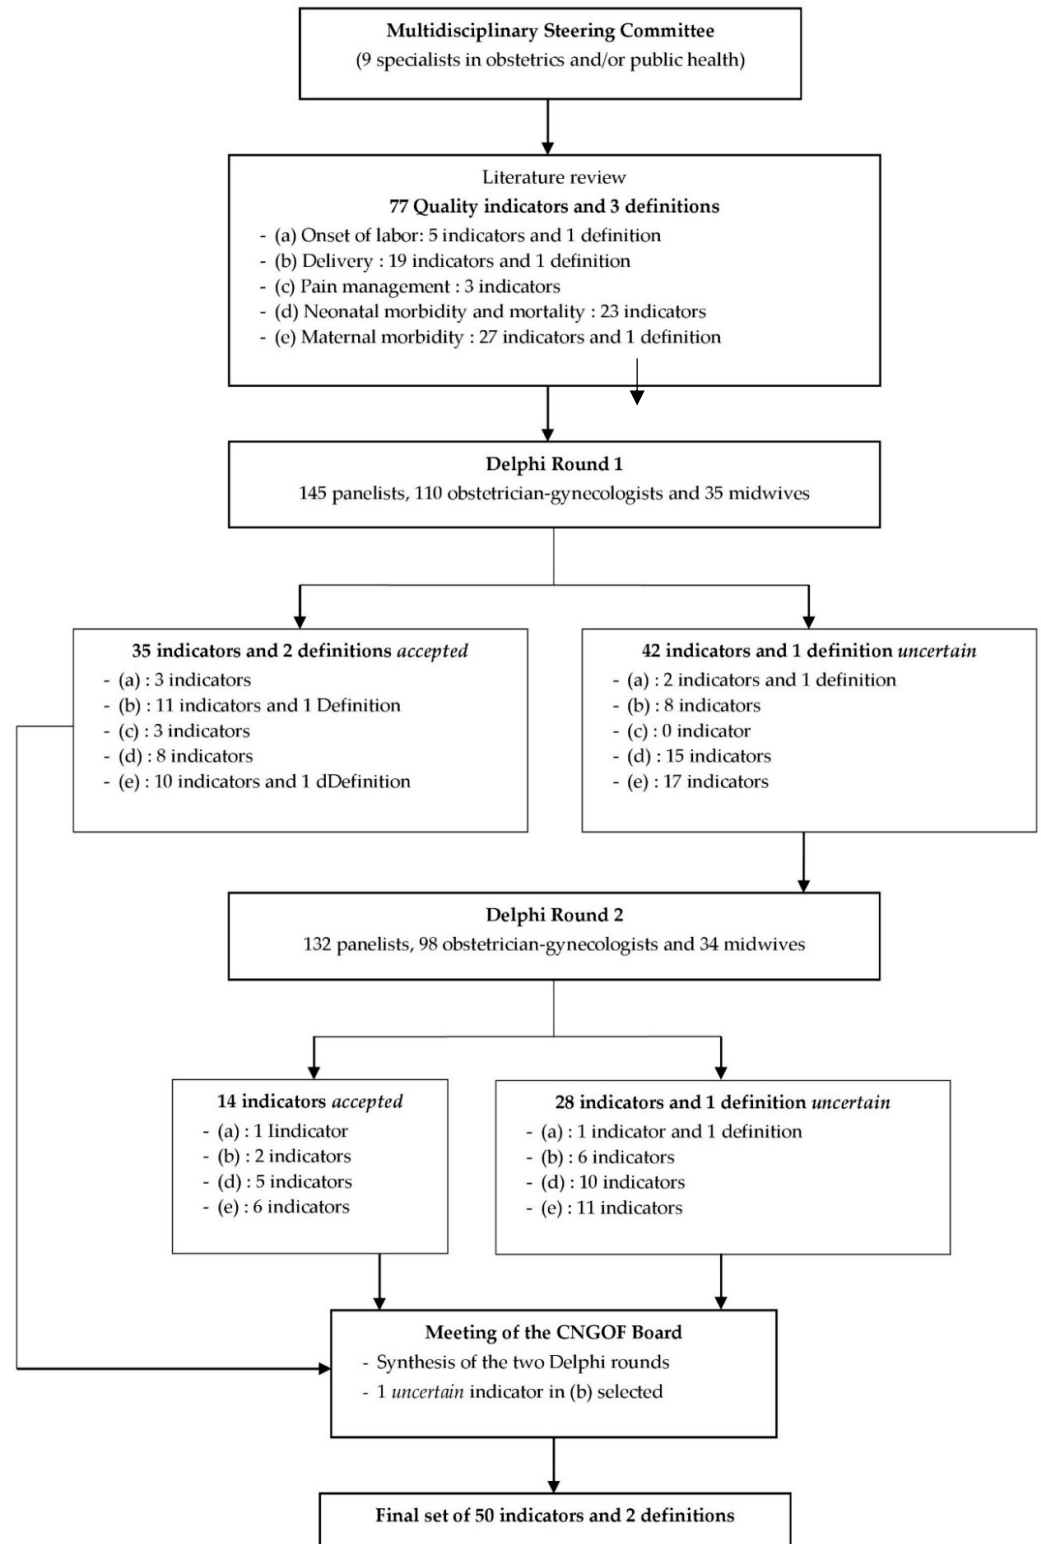 Multidisciplinary Steering Committee
(9 specialists in obstetrics and/or public health)
Literature review
77 Quality indicators and 3 definitions
- (a) Onset of labor: 5 indicators and 1 definition
- (b) Delivery : 19 indicators and 1 definition
- (c) Pain management : 3 indicators
- (d) Neonatal morbidity and mortality : 23 indicators
- (e) Maternal morbidity : 27 indicators and 1 definition
Delphi Round 1
145 panelists, 110 obstetrician-gynecologists and 35 midwives
35 indicators and 2 definitions accepted
- (a) : 3 indicators
- (b) : 11 indicators and 1 Definition
- (c) : 3 indicators
- (d) : 8 indicators
- (e) : 10 indicators and 1 dDefinition
42 indicators and 1 definition uncertain
- (a) : 2 indicators and 1 definition
- (b) : 8 indicators
- (c) : 0 indicator
- (d) : 15 indicators
- (e) : 17 indicators
Delphi Round 2
132 panelists, 98 obstetrician-gynecologists and 34 midwives
14 indicators accepted
- (a) : 1 Iindicator
- (b) : 2 indicators
- (d) : 5 indicators
- (e) : 6 indicators
28 indicators and 1 definition uncertain
- (a) : 1 indicator and 1 definition
- (b) : 6 indicators
- (d) : 10 indicators
- (e) : 11 indicators
Meeting of the CNGOF Board
- Synthesis of the two Delphi rounds
- 1 uncertain indicator in (b) selected
Final set of 50 indicators and 2 definitions